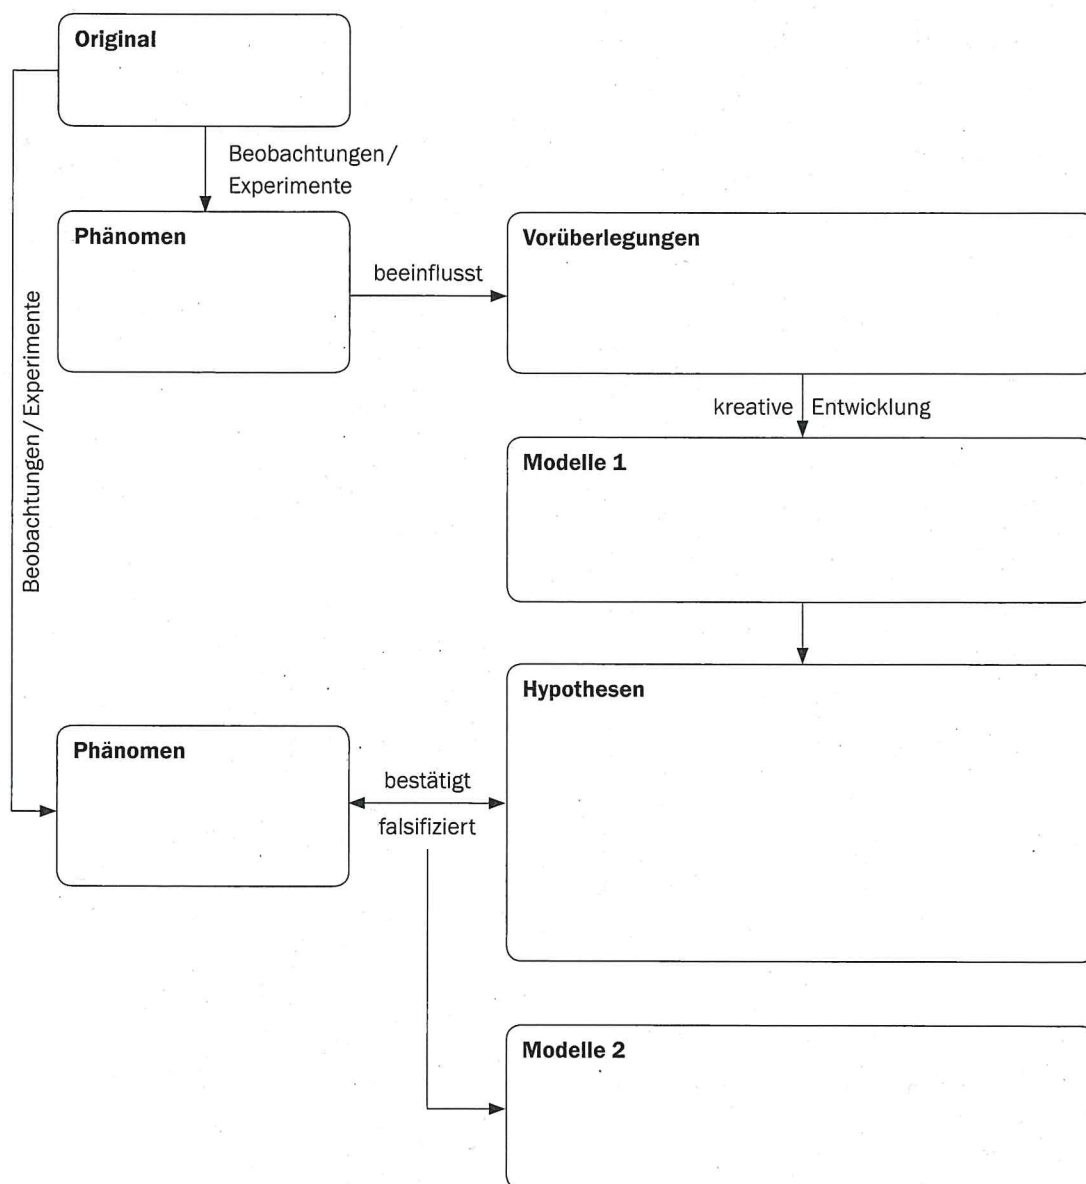 Original
Beobachtungen/
Experimente
Phänomen
beeinflusst
Vorüberlegungen
Beobachtungen/Experimente
kreative Entwicklung
Modelle 1
Hypothesen
Phänomen
bestätigt
falsifiziert
Modelle 2